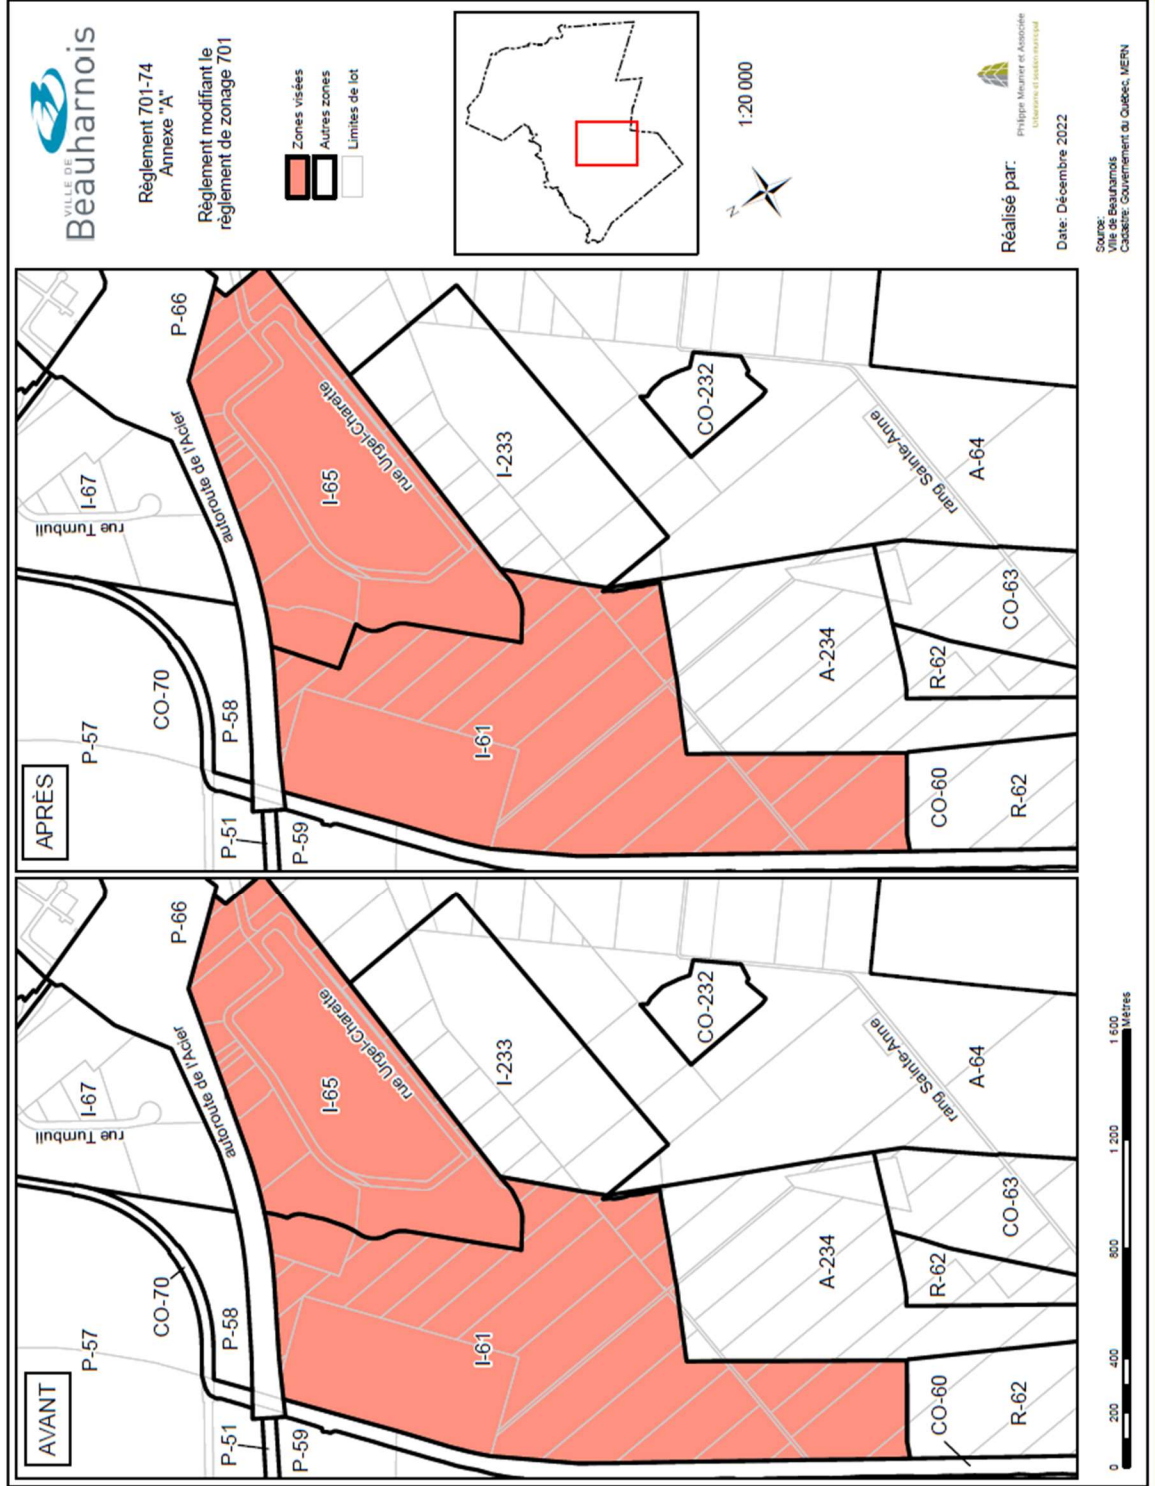 VILLE DE
Beauharnois
Règlement 701-74
Annexe "A"
Règlement modifiant le
règlement de zonage 701
Zones visées
Autres zones
Limites de lot
N
1:20 000
Réalisé par:
Philippe Meunier et Associée
Urbanisme et soutien municipal
Date: Décembre 2022
Source:
Ville de Beauharnois
Cadastre: Gouvernement du Québec, MERN
AVANT
P-57
CO-70
P-58
P-51
P-59
I-67
rue Turnbull
autoroute de l'Acier
P-66
I-65
rue Urgel-Charette
I-233
I-61
CO-232
rang Sainte-Anne
A-64
A-234
CO-63
R-62
CO-60
R-62
APRÈS
P-57
CO-70
P-58
P-51
P-59
I-67
rue Turnbull
autoroute de l'Acier
P-66
I-65
rue Urgel-Charette
I-233
I-61
CO-232
rang Sainte-Anne
A-64
A-234
CO-63
R-62
CO-60
R-62
0 200 400 800 1 200 1 600
Mètres